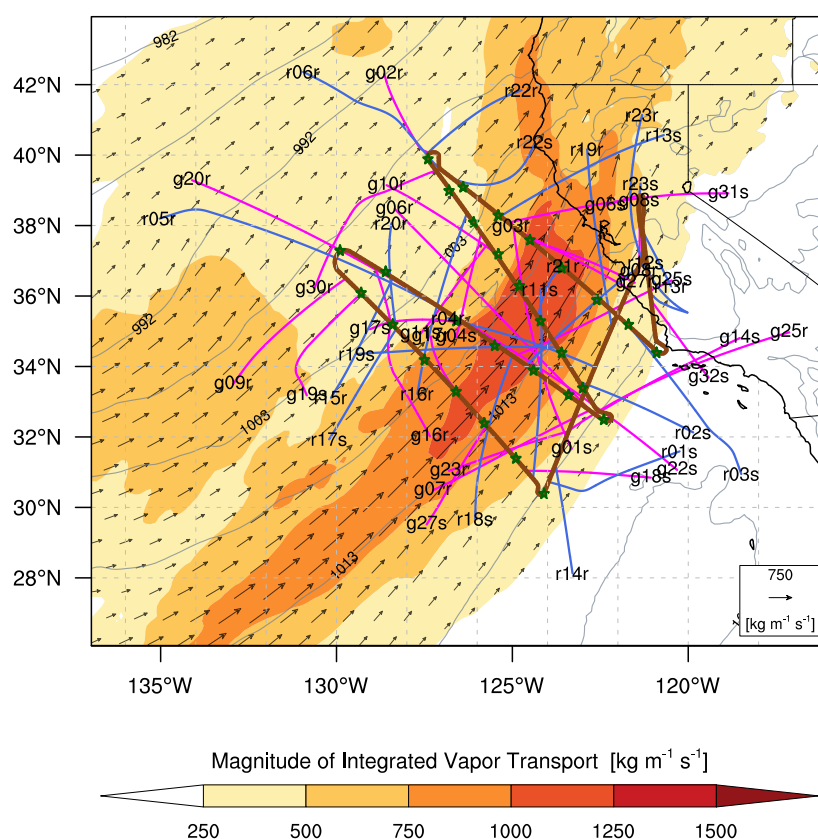 982
42°N
r06r
g02r
r22r
r23r
992
r13s
40°N
r22s
r19r
g20r
g10r
r23s
g31s
g06r
g08s
38°N
r05r
r20r
g03r
003
r12s
r21r
g25s
g30r
r11s
r13r
36°N
992
r04r
g17s
g04s
g14s
g25r
r19s
34°N
g09r
g32s
g19s
r15r
r16r
1013
1003
g16r
r17s
r02s
32°N
g01s
r01s
g23r
g22s
g18s
r03s
g07r
30°N
g27s
r18s
1013
r14r
28°N
750
[kg m⁻¹ s⁻¹]
135°W 130°W 125°W 120°W
Magnitude of Integrated Vapor Transport [kg m⁻¹ s⁻¹]
250 500 750 1000 1250 1500